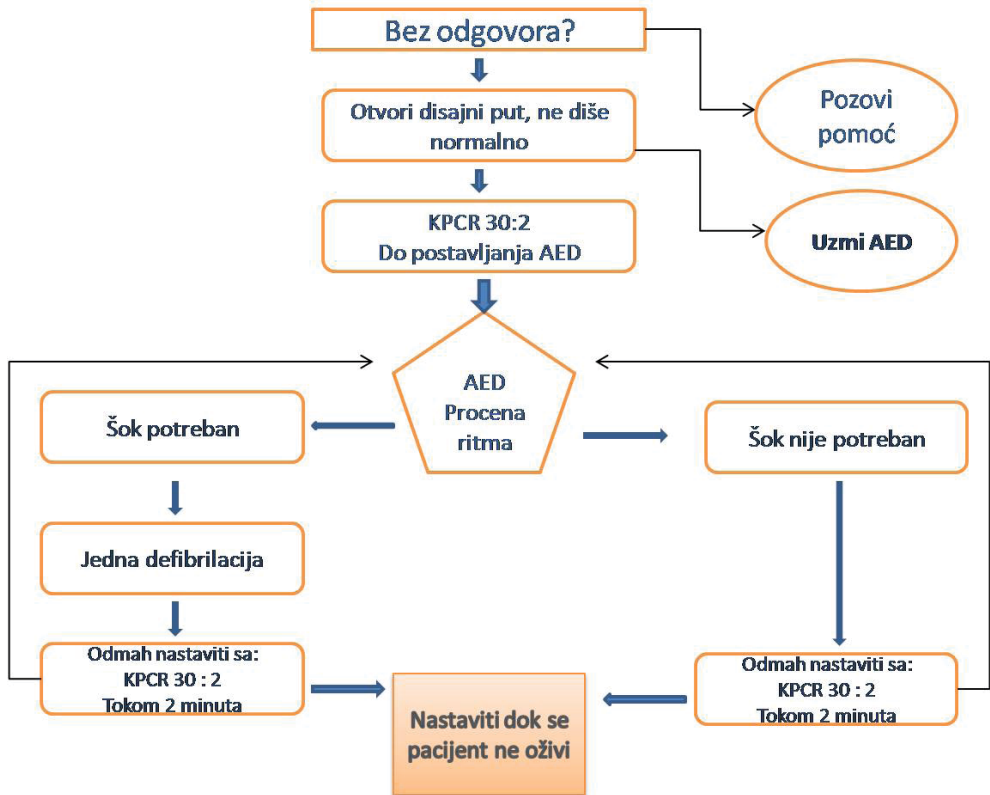 Bez odgovora?
Pozovi
pomoć
Otvori disajni put, ne diše
normalno
Uzmi AED
KPCR 30:2
Do postavljanja AED
AED
Procena
ritma
Šok potreban
Šok nije potreban
Jedna defibrilacija
Odmah nastaviti sa:
KPCR 30 : 2
Tokom 2 minuta
Odmah nastaviti sa:
KPCR 30 : 2
Tokom 2 minuta
Nastaviti dok se
pacijent ne oživi